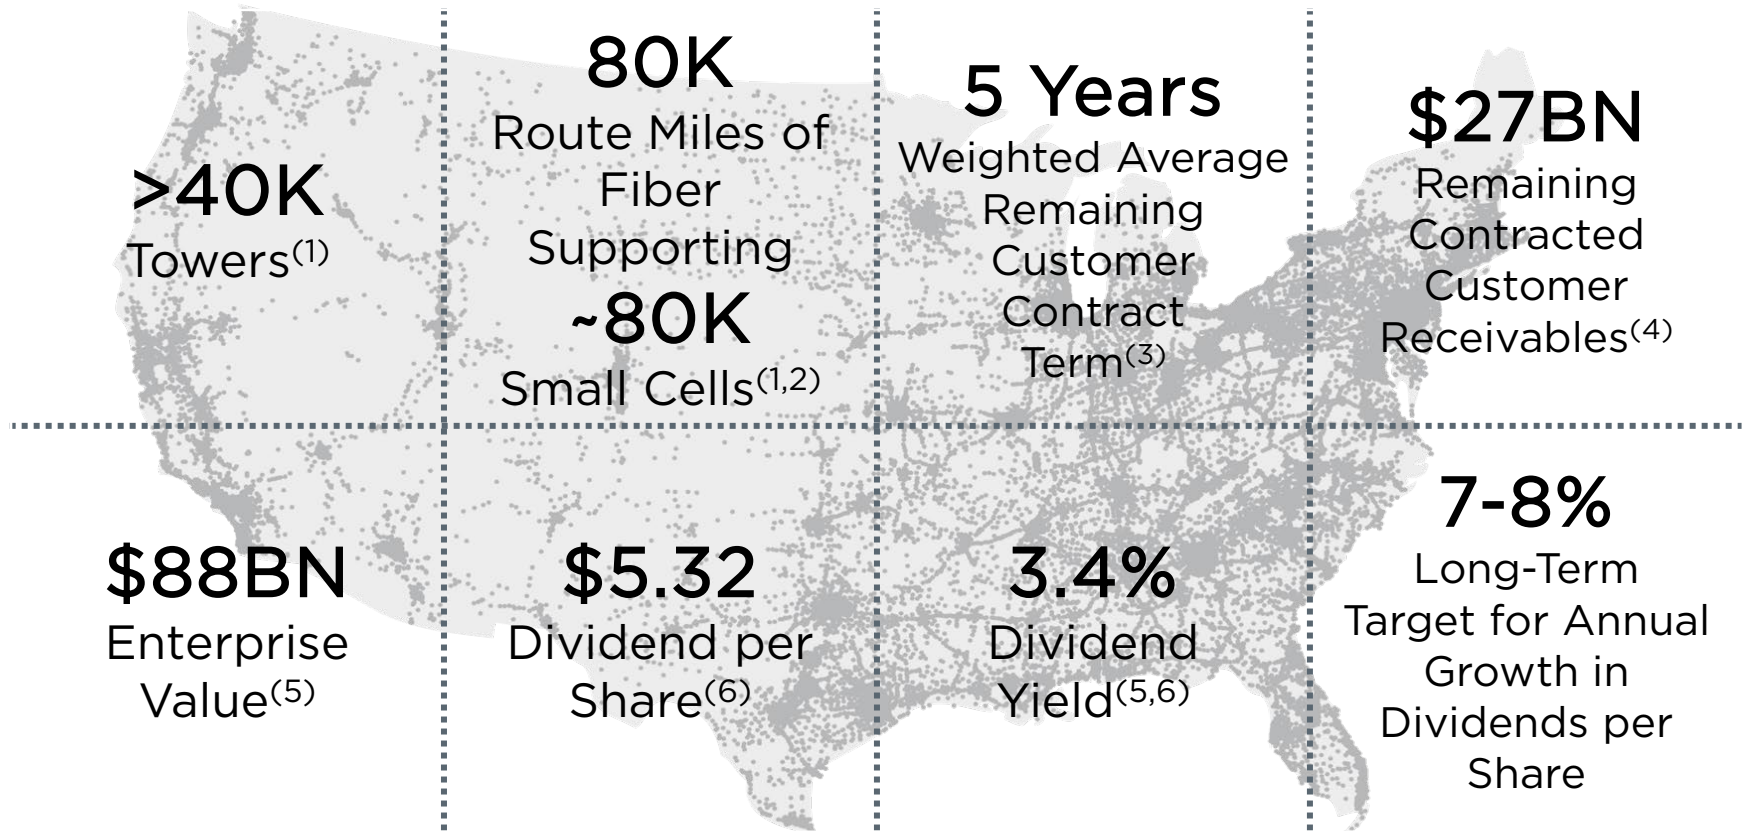 >40K
Towers(1)
80K
Route Miles of
Fiber
Supporting
~80K
Small Cells(1,2)
5 Years
Weighted Average
Remaining
Customer
Contract
Term(3)
$27BN
Remaining
Contracted
Customer
Receivables(4)
$88BN
Enterprise
Value(5)
$5.32
Dividend per
Share(6)
3.4%
Dividend
Yield(5,6)
7-8%
Long-Term
Target for Annual
Growth in
Dividends per
Share